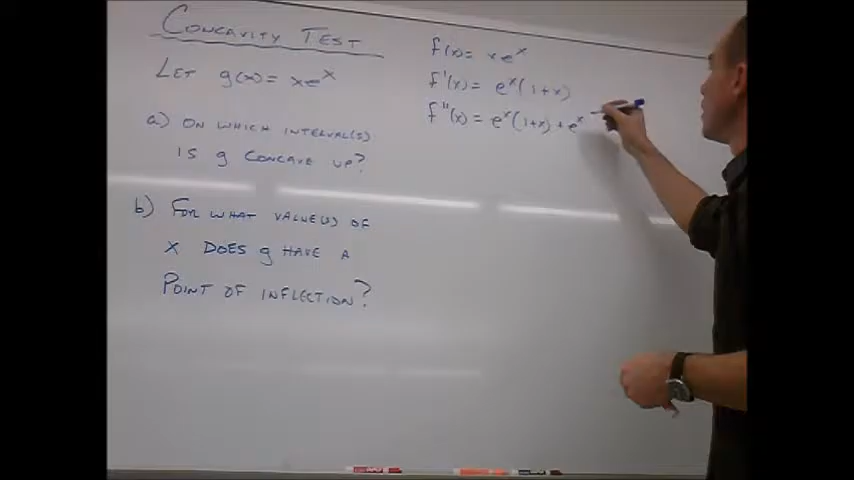 CONCAVITY TEST
LET g(x) = xe^x
a) ON WHICH INTERVAL(S)
IS g CONCAVE UP?
b) FOR WHAT VALUE(S) OF
X DOES g HAVE A
POINT OF INFLECTION?
f(x) = xe^x
f'(x) = e^x(1+x)
f''(x) = e^x(1+x) + e^x